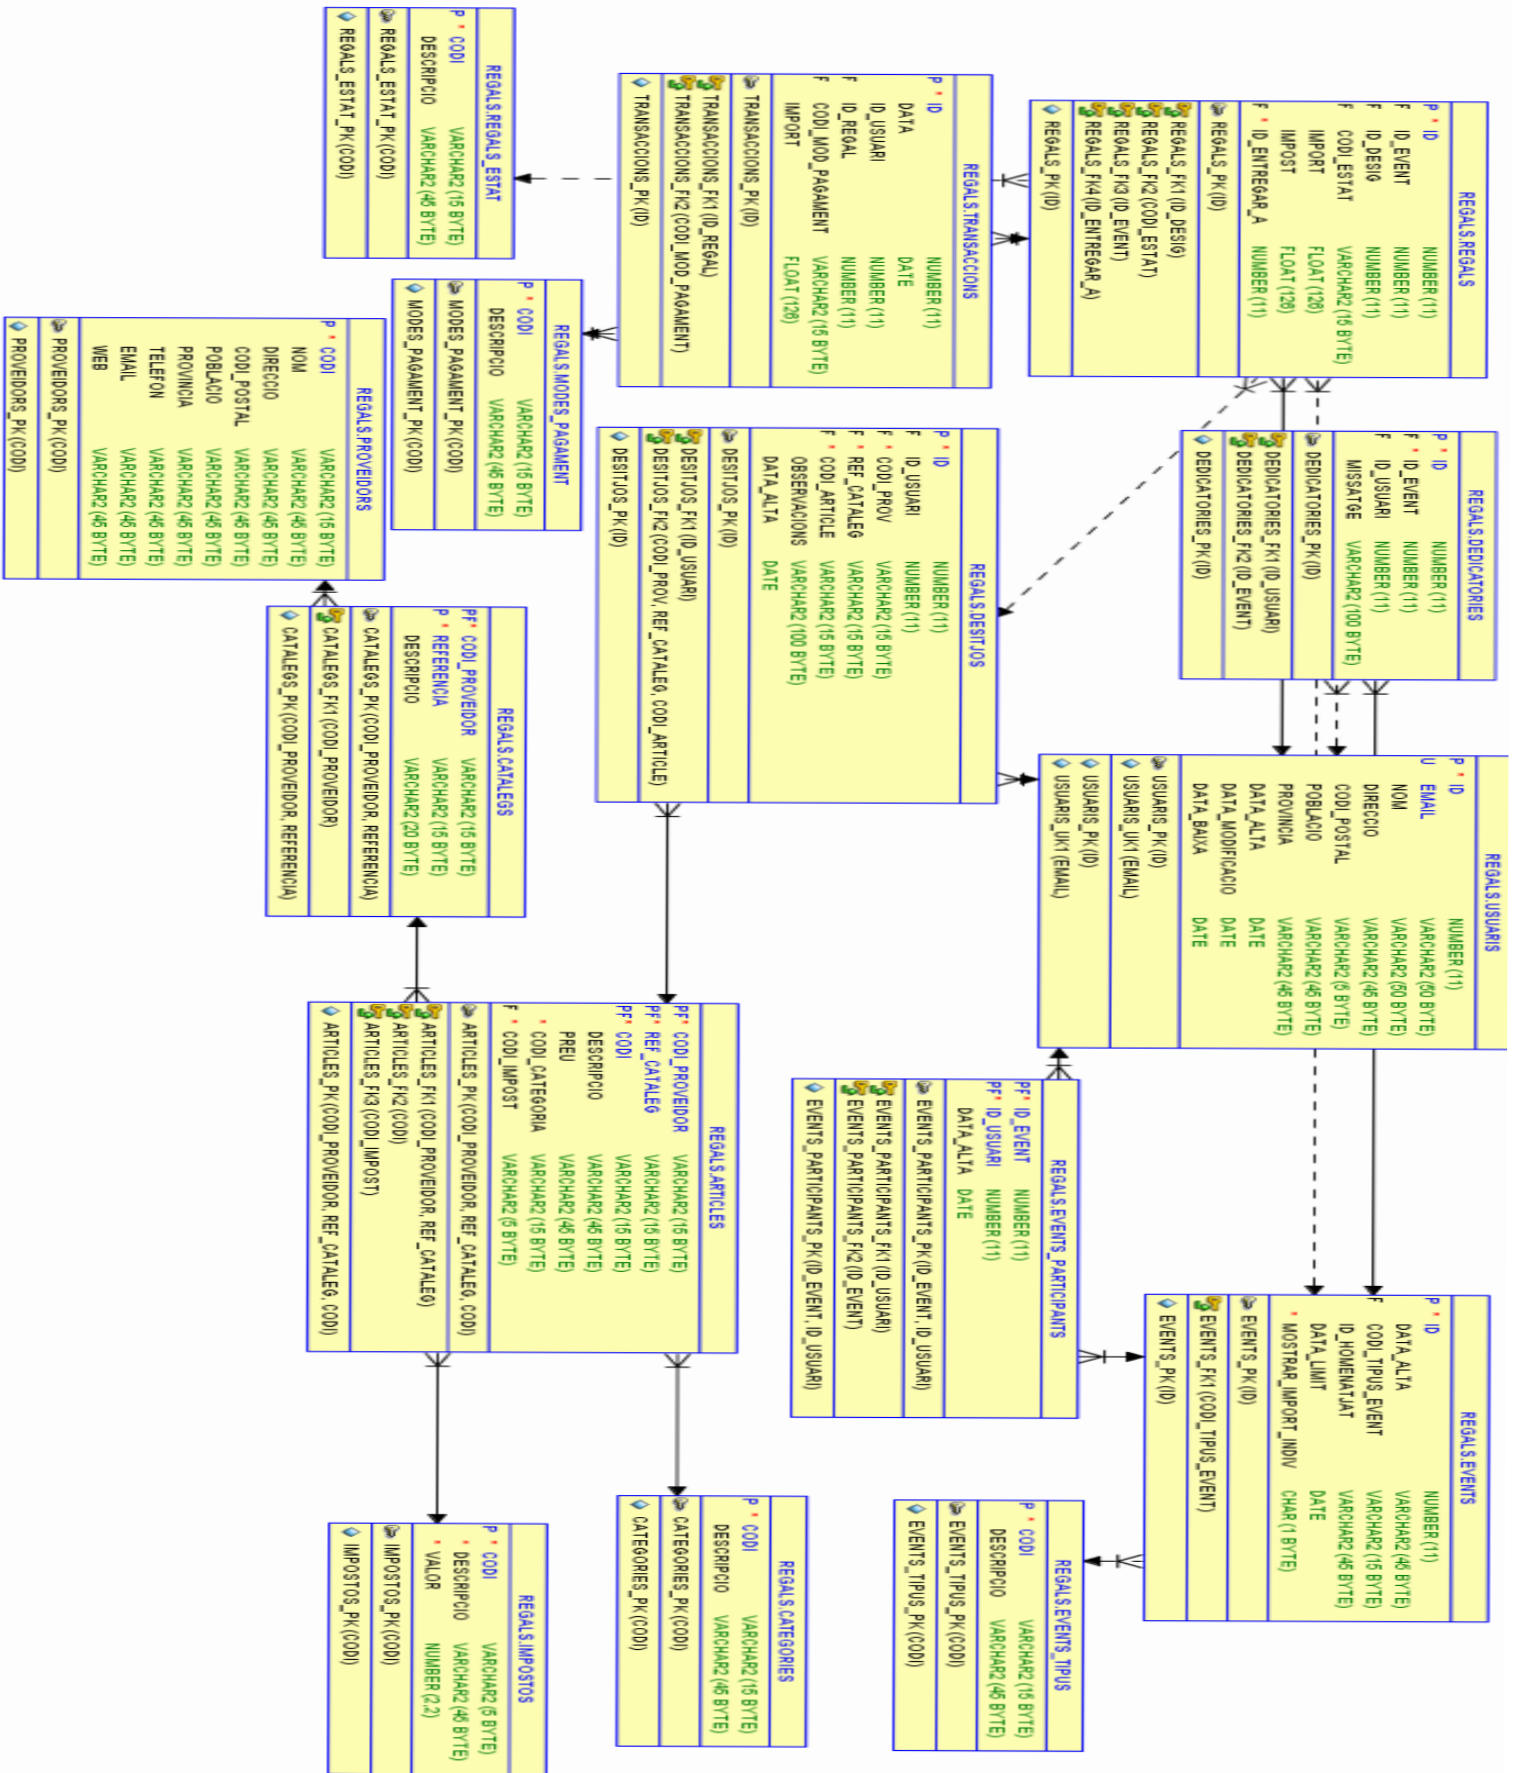 REGALS.REGALS
P * ID NUMBER (11)
F ID_EVENT NUMBER (11)
F ID_DESIG NUMBER (11)
F CODI_ESTAT VARCHAR2 (15 BYTE)
IMPORT FLOAT (126)
IMPOST FLOAT (126)
F * ID_ENTREGAR_A NUMBER (11)
REGALS_PK (ID)
REGALS_FK1 (ID_DESIG)
REGALS_FK2 (CODI_ESTAT)
REGALS_FK3 (ID_EVENT)
REGALS_FK4 (ID_ENTREGAR_A)
REGALS_PK (ID)
REGALS.DEDICATORIES
P * ID NUMBER (11)
F * ID_EVENT NUMBER (11)
F ID_USUARI NUMBER (11)
MISSATGE VARCHAR2 (100 BYTE)
DEDICATORIES_PK (ID)
DEDICATORIES_FK1 (ID_USUARI)
DEDICATORIES_FK2 (ID_EVENT)
DEDICATORIES_PK (ID)
REGALS.USUARIS
P * ID NUMBER (11)
U EMAIL VARCHAR2 (50 BYTE)
NOM VARCHAR2 (50 BYTE)
DIRECCIO VARCHAR2 (45 BYTE)
CODI_POSTAL VARCHAR2 (5 BYTE)
POBLACIO VARCHAR2 (45 BYTE)
PROVINCIA VARCHAR2 (45 BYTE)
DATA_ALTA DATE
DATA_MODIFICACIO DATE
DATA_BAIXA DATE
USUARIS_PK (ID)
USUARIS_UK1 (EMAIL)
USUARIS_PK (ID)
USUARIS_UK1 (EMAIL)
REGALS.EVENTS
P * ID NUMBER (11)
DATA_ALTA VARCHAR2 (45 BYTE)
F CODI_TIPUS_EVENT VARCHAR2 (15 BYTE)
ID_HOMENATJAT VARCHAR2 (45 BYTE)
DATA_LIMIT DATE
* MOSTRAR_IMPORT_INDIV CHAR (1 BYTE)
EVENTS_PK (ID)
EVENTS_FK1 (CODI_TIPUS_EVENT)
EVENTS_PK (ID)
REGALS.TRANSACCIONS
P * ID NUMBER (11)
DATA DATE
ID_USUARI NUMBER (11)
F ID_REGAL NUMBER (11)
F CODI_MOD_PAGAMENT VARCHAR2 (15 BYTE)
IMPORT FLOAT (126)
TRANSACCIONS_PK (ID)
TRANSACCIONS_FK1 (ID_REGAL)
TRANSACCIONS_FK2 (CODI_MOD_PAGAMENT)
TRANSACCIONS_PK (ID)
REGALS.DESITJOS
P * ID NUMBER (11)
F ID_USUARI NUMBER (11)
F * CODI_PROV VARCHAR2 (15 BYTE)
F * REF_CATALEG VARCHAR2 (15 BYTE)
F * CODI_ARTICLE VARCHAR2 (15 BYTE)
OBSERVACIONS VARCHAR2 (100 BYTE)
DATA_ALTA DATE
DESITJOS_PK (ID)
DESITJOS_FK1 (ID_USUARI)
DESITJOS_FK2 (CODI_PROV, REF_CATALEG, CODI_ARTICLE)
DESITJOS_PK (ID)
REGALS.EVENTS_PARTICIPANTS
PF* ID_EVENT NUMBER (11)
PF* ID_USUARI NUMBER (11)
DATA_ALTA DATE
EVENTS_PARTICIPANTS_PK (ID_EVENT, ID_USUARI)
EVENTS_PARTICIPANTS_FK1 (ID_USUARI)
EVENTS_PARTICIPANTS_FK2 (ID_EVENT)
EVENTS_PARTICIPANTS_PK (ID_EVENT, ID_USUARI)
REGALS.EVENTS_TIPUS
P * CODI VARCHAR2 (15 BYTE)
DESCRIPCIO VARCHAR2 (45 BYTE)
EVENTS_TIPUS_PK (CODI)
EVENTS_TIPUS_PK (CODI)
REGALS.REGALS_ESTAT
P * CODI VARCHAR2 (15 BYTE)
DESCRIPCIO VARCHAR2 (45 BYTE)
REGALS_ESTAT_PK (CODI)
REGALS_ESTAT_PK (CODI)
REGALS.MODES_PAGAMENT
P * CODI VARCHAR2 (15 BYTE)
DESCRIPCIO VARCHAR2 (45 BYTE)
MODES_PAGAMENT_PK (CODI)
MODES_PAGAMENT_PK (CODI)
REGALS.ARTICLES
PF* CODI_PROVEIDOR VARCHAR2 (15 BYTE)
PF* REF_CATALEG VARCHAR2 (15 BYTE)
PF* CODI VARCHAR2 (15 BYTE)
DESCRIPCIO VARCHAR2 (45 BYTE)
PREU VARCHAR2 (45 BYTE)
* CODI_CATEGORIA VARCHAR2 (15 BYTE)
F * CODI_IMPOST VARCHAR2 (5 BYTE)
ARTICLES_PK (CODI_PROVEIDOR, REF_CATALEG, CODI)
ARTICLES_FK1 (CODI_PROVEIDOR, REF_CATALEG)
ARTICLES_FK2 (CODI)
ARTICLES_FK3 (CODI_IMPOST)
ARTICLES_PK (CODI_PROVEIDOR, REF_CATALEG, CODI)
REGALS.CATEGORIES
P * CODI VARCHAR2 (15 BYTE)
DESCRIPCIO VARCHAR2 (45 BYTE)
CATEGORIES_PK (CODI)
CATEGORIES_PK (CODI)
REGALS.PROVEIDORS
P * CODI VARCHAR2 (15 BYTE)
NOM VARCHAR2 (45 BYTE)
DIRECCIO VARCHAR2 (45 BYTE)
CODI_POSTAL VARCHAR2 (45 BYTE)
POBLACIO VARCHAR2 (45 BYTE)
PROVINCIA VARCHAR2 (45 BYTE)
TELEFON VARCHAR2 (45 BYTE)
EMAIL VARCHAR2 (45 BYTE)
WEB VARCHAR2 (45 BYTE)
PROVEIDORS_PK (CODI)
PROVEIDORS_PK (CODI)
REGALS.CATALEGS
PF* CODI_PROVEIDOR VARCHAR2 (15 BYTE)
P * REFERENCIA VARCHAR2 (15 BYTE)
DESCRIPCIO VARCHAR2 (20 BYTE)
CATALEGS_PK (CODI_PROVEIDOR, REFERENCIA)
CATALEGS_FK1 (CODI_PROVEIDOR)
CATALEGS_PK (CODI_PROVEIDOR, REFERENCIA)
REGALS.IMPOSTOS
P * CODI VARCHAR2 (5 BYTE)
* DESCRIPCIO VARCHAR2 (45 BYTE)
* VALOR NUMBER (2,2)
IMPOSTOS_PK (CODI)
IMPOSTOS_PK (CODI)